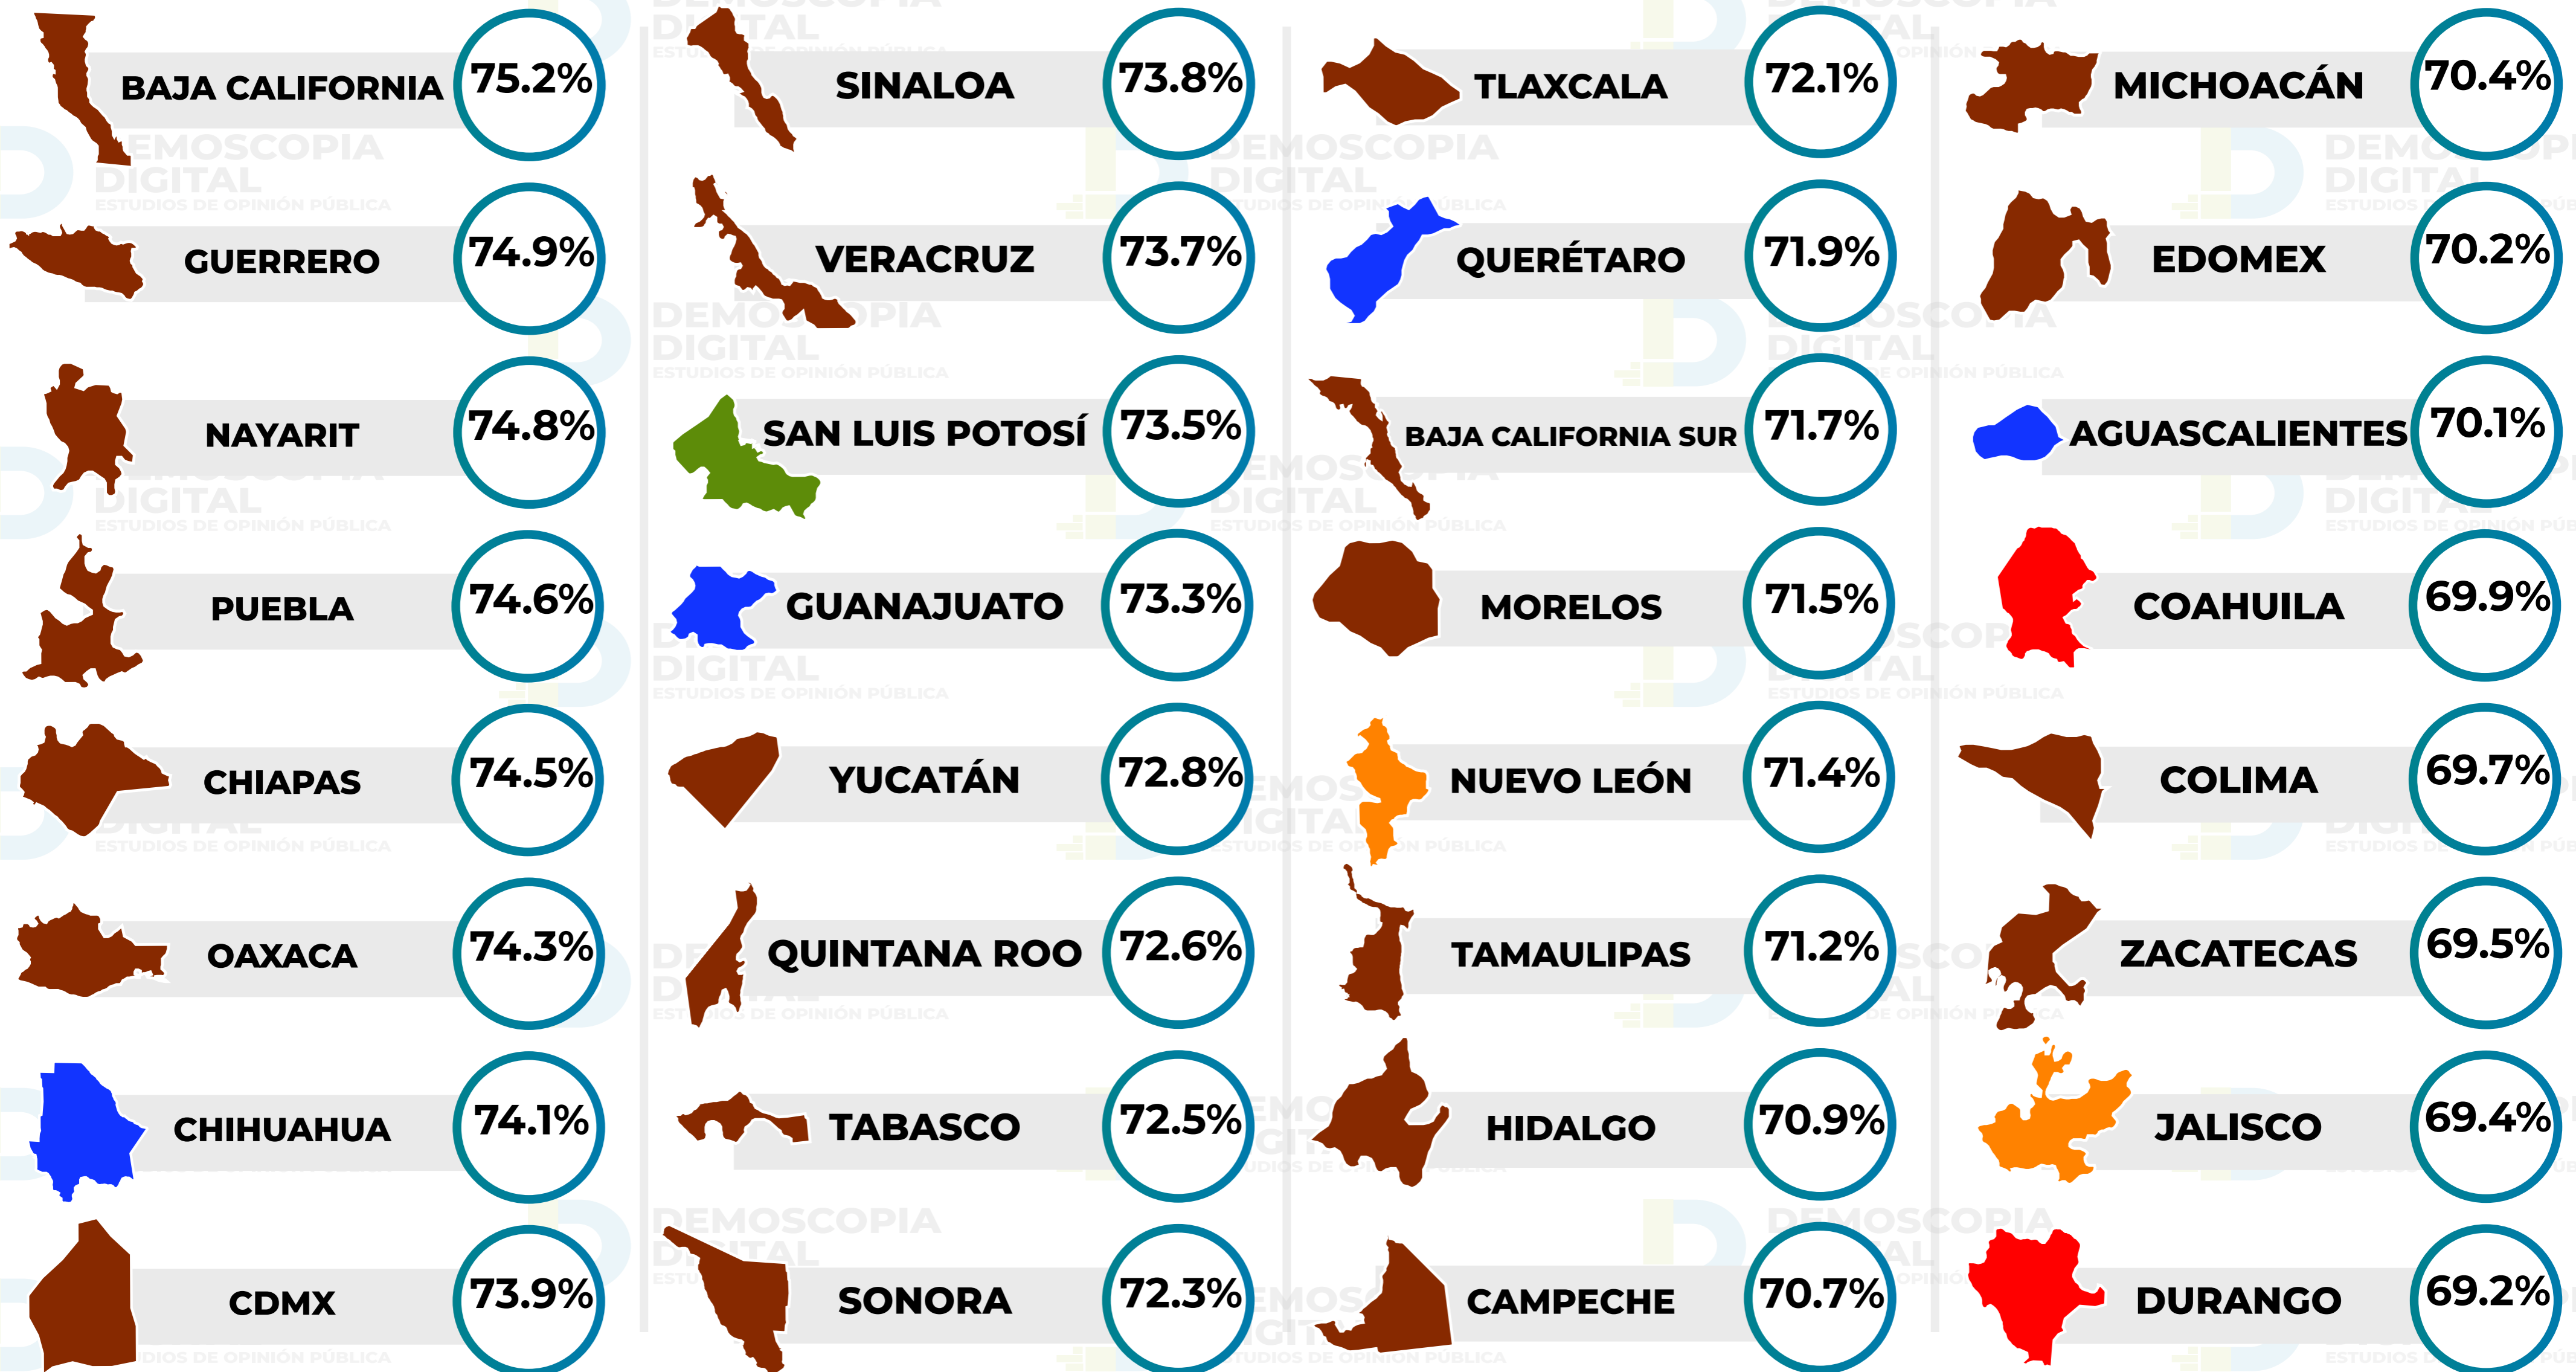 BAJA CALIFORNIA 75.2%
GUERRERO 74.9%
NAYARIT 74.8%
PUEBLA 74.6%
CHIAPAS 74.5%
OAXACA 74.3%
CHIHUAHUA 74.1%
CDMX 73.9%
SINALOA 73.8%
VERACRUZ 73.7%
SAN LUIS POTOSÍ 73.5%
GUANAJUATO 73.3%
YUCATÁN 72.8%
QUINTANA ROO 72.6%
TABASCO 72.5%
SONORA 72.3%
TLAXCALA 72.1%
QUERÉTARO 71.9%
BAJA CALIFORNIA SUR 71.7%
MORELOS 71.5%
NUEVO LEÓN 71.4%
TAMAULIPAS 71.2%
HIDALGO 70.9%
CAMPECHE 70.7%
MICHOACÁN 70.4%
EDOMEX 70.2%
AGUASCALIENTES 70.1%
COAHUILA 69.9%
COLIMA 69.7%
ZACATECAS 69.5%
JALISCO 69.4%
DURANGO 69.2%
DEMOSCOPIA
DIGITAL
ESTUDIOS DE OPINIÓN PÚBLICA